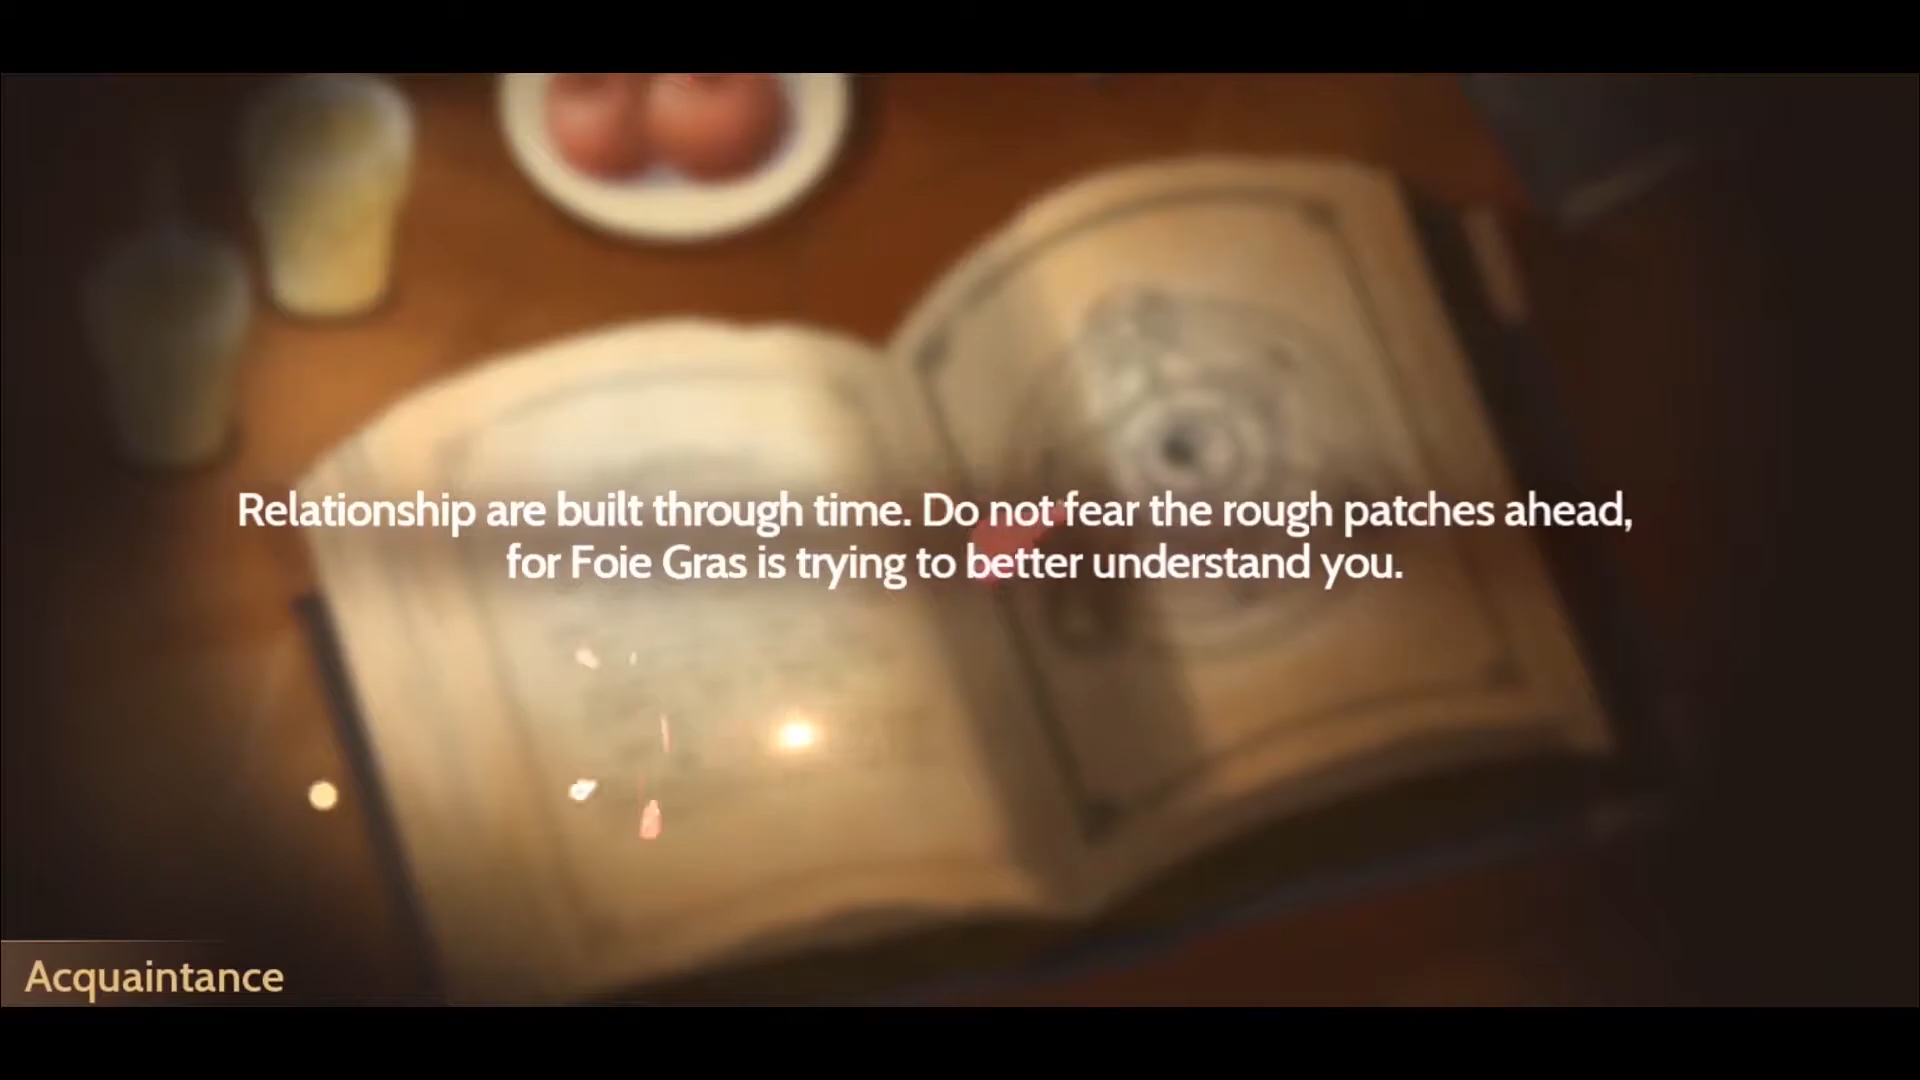 Relationship are built through time. Do not fear the rough patches ahead,
for Foie Gras is trying to better understand you.
Acquaintance